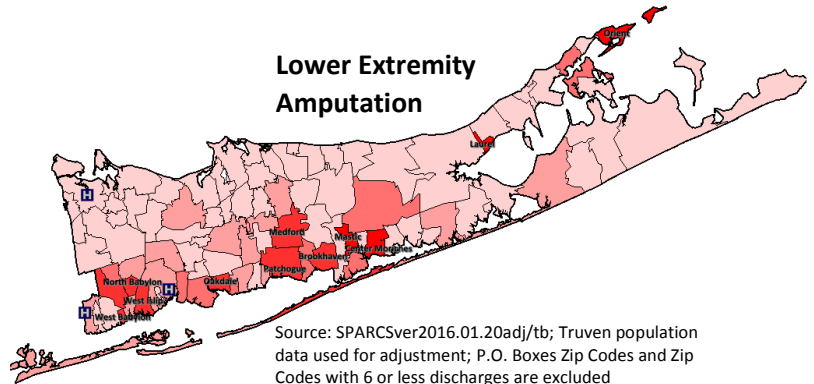 Lower Extremity
Amputation
Orient
Laurel
H
Medford
Mastic
Center Moriches
Brookhaven
Patchogue
North Babylon
Oakdale
H
West Islip
H
West Babylon
Source: SPARCSver2016.01.20adj/tb; Truven population
data used for adjustment; P.O. Boxes Zip Codes and Zip
Codes with 6 or less discharges are excluded